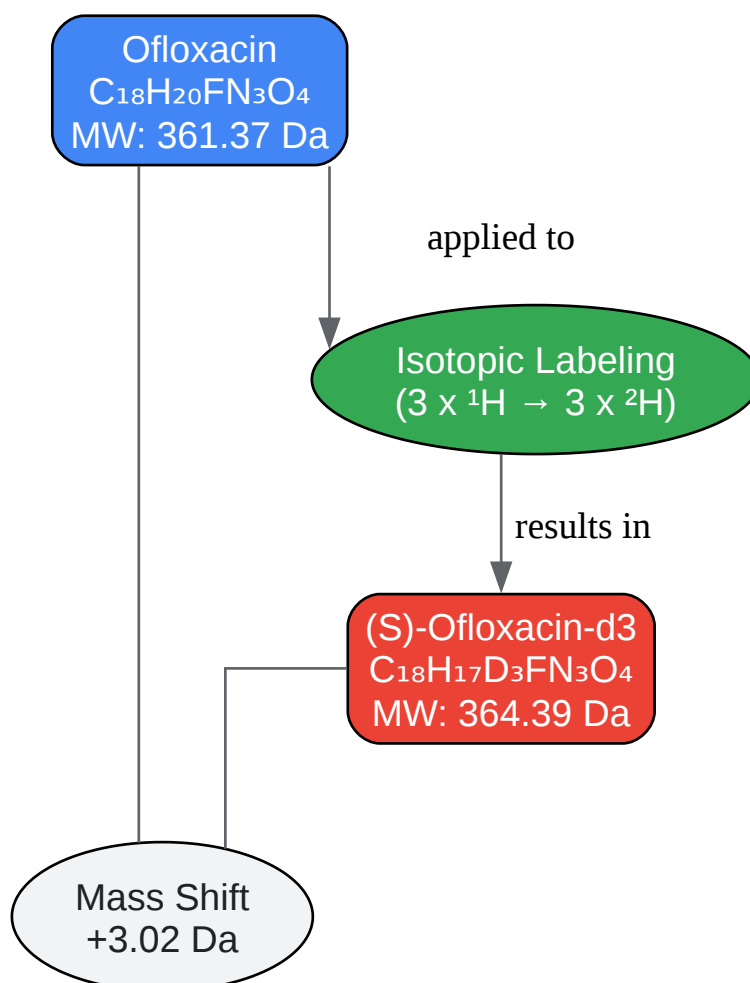 Ofloxacin
C₁₈H₂₀FN₃O₄
MW: 361.37 Da
applied to
Isotopic Labeling
(3 x ¹H → 3 x ²H)
results in
(S)-Ofloxacin-d3
C₁₈H₁₇D₃FN₃O₄
MW: 364.39 Da
Mass Shift
+3.02 Da